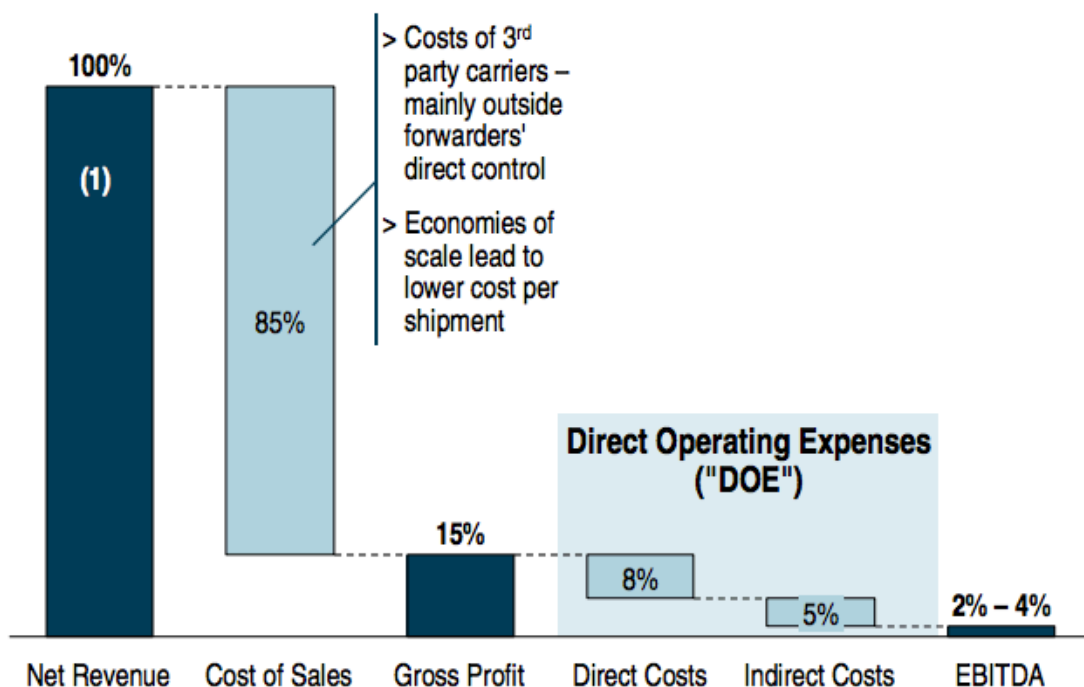 100%
(1)
85%
> Costs of 3rd
party carriers –
mainly outside
forwarders'
direct control
> Economies of
scale lead to
lower cost per
shipment
15%
Direct Operating Expenses
("DOE")
8%
5%
2% – 4%
Net Revenue
Cost of Sales
Gross Profit
Direct Costs
Indirect Costs
EBITDA